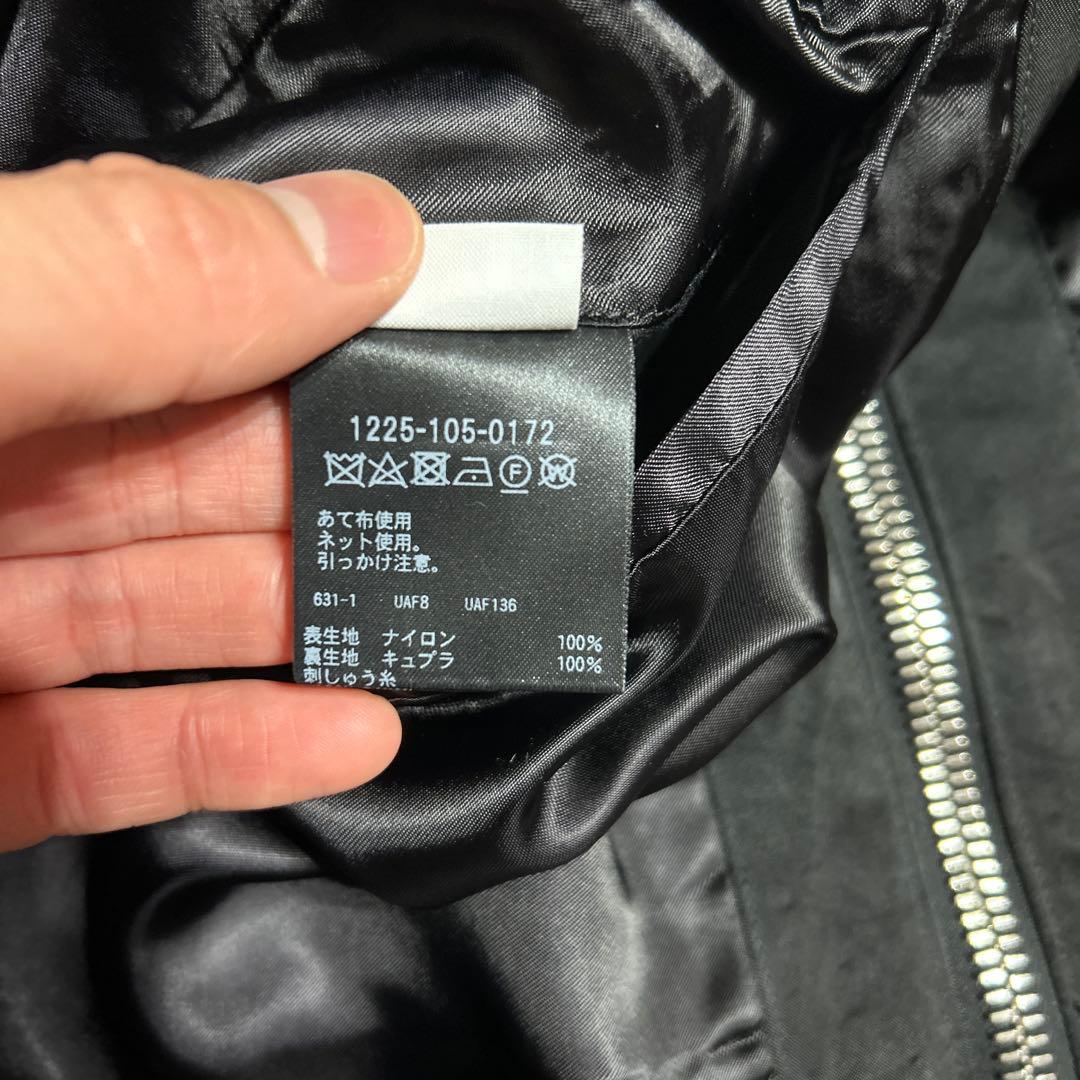 1225-105-0172
F W
あて布使用
ネット使用。
引っかけ注意。
631-1 UAF8 UAF136
表生地 ナイロン 100%
裏生地 キュプラ 100%
刺しゅう糸